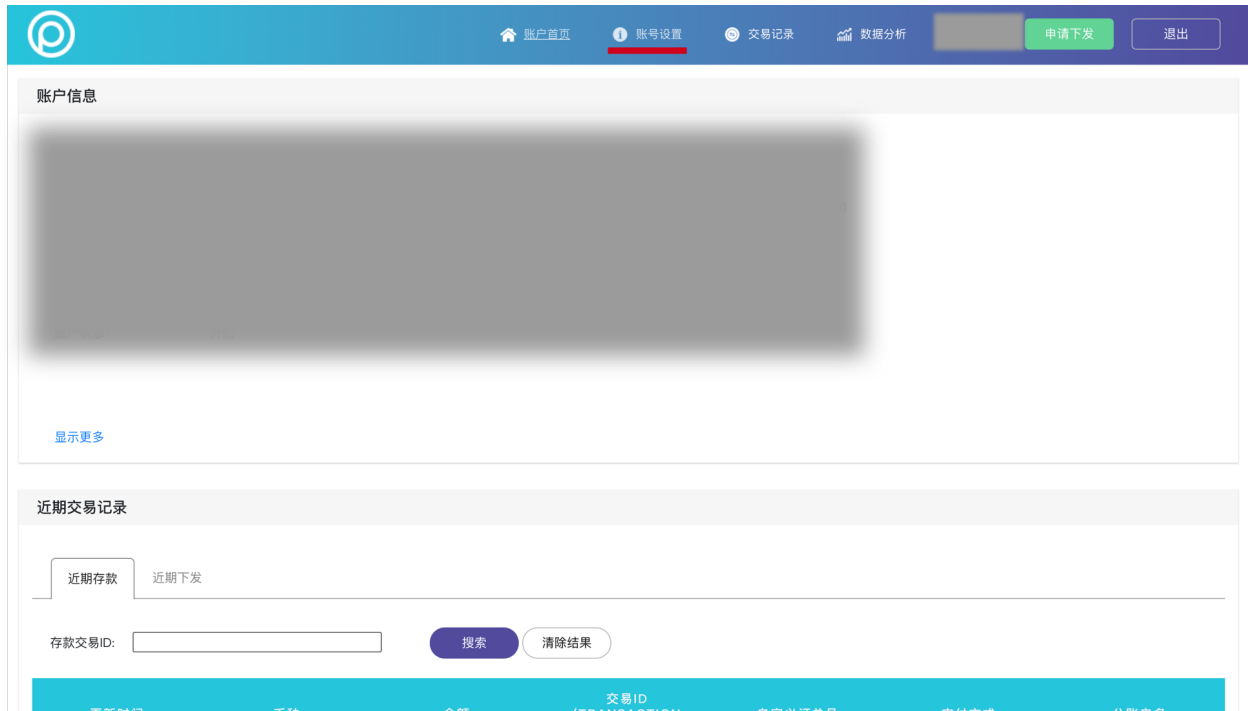 账户首页 账号设置 交易记录 数据分析 申请下发 退出
账户信息
显示更多
近期交易记录
近期存款 近期下发
存款交易ID: 搜索 清除结果
交易ID